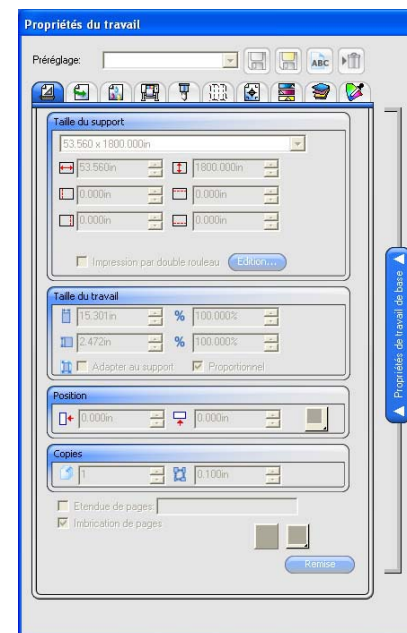 Propriétés du travail
Préréglage:
ABC
Taille du support
53.560 x 1800.000in
53.560in 1800.000in
0.000in 0.000in
0.000in 0.000in
Impression par double rouleau Edition...
Taille du travail
15.301in % 100.000%
2.472in % 100.000%
Adapter au support Proportionnel
Position
0.000in 0.000in
Copies
1 0.100in
Etendue de pages:
Imbrication de pages
Remise
Propriétés de travail de base